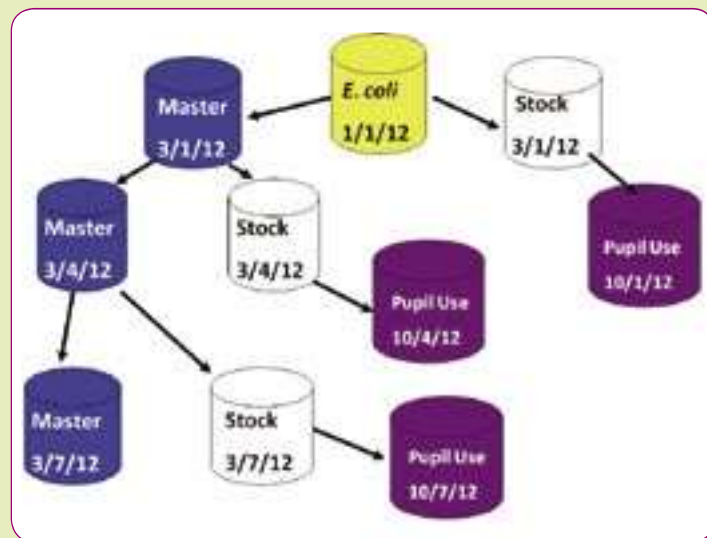 E. coli
1/1/12
Master
3/1/12
Stock
3/1/12
Master
3/4/12
Stock
3/4/12
Pupil Use
10/1/12
Pupil Use
10/4/12
Master
3/7/12
Stock
3/7/12
Pupil Use
10/7/12